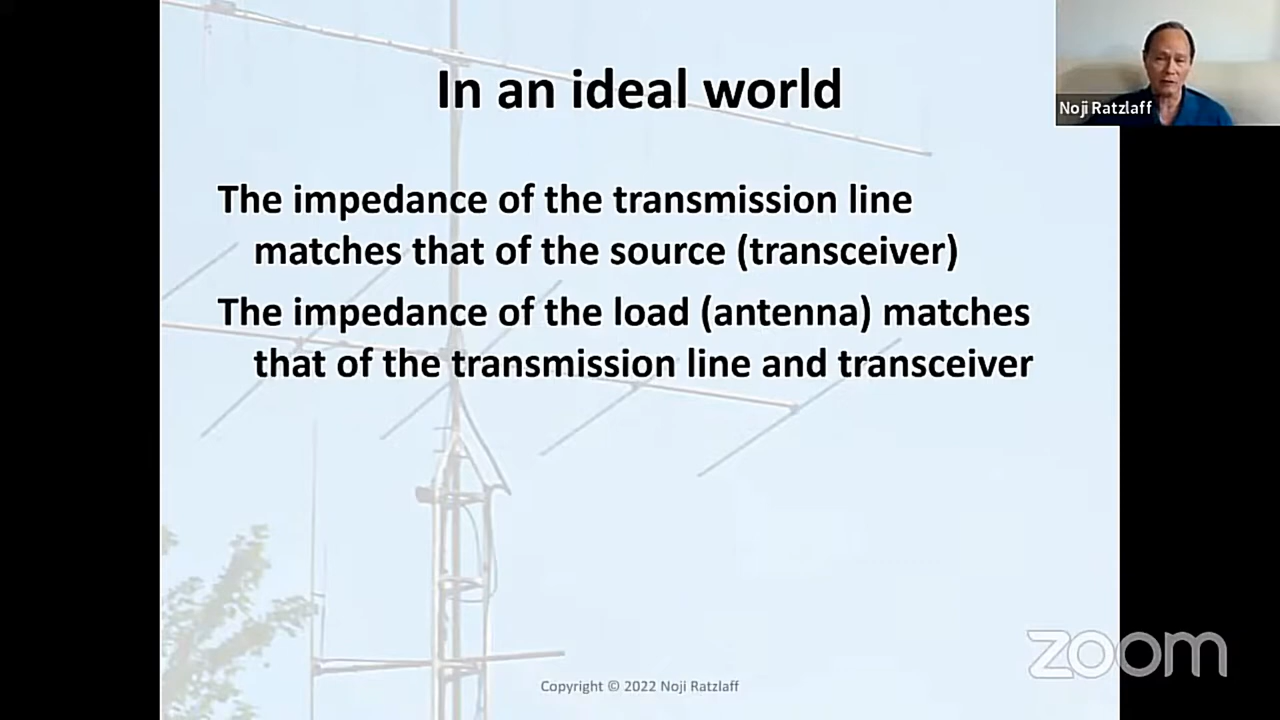 In an ideal world
Noji Ratzlaff
The impedance of the transmission line
matches that of the source (transceiver)
The impedance of the load (antenna) matches
that of the transmission line and transceiver
zoom
Copyright © 2022 Noji Ratzlaff